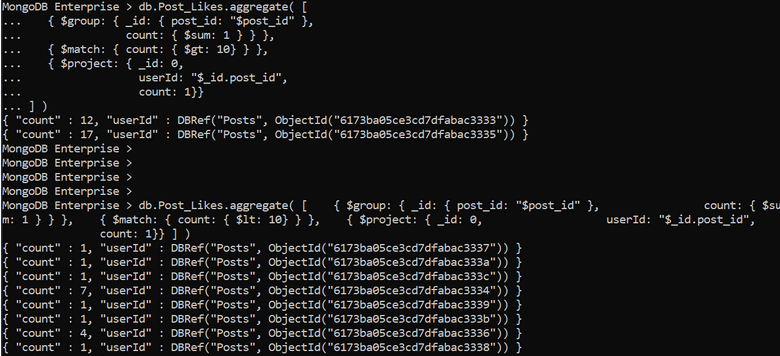 MongoDB Enterprise > db.Post_Likes.aggregate( [
...    { $group: { _id: { post_id: "$post_id" },
...              count: { $sum: 1 } } },
...    { $match: { count: { $gt: 10} } },
...    { $project: { _id: 0,
...                userId: "$_id.post_id",
...                count: 1}}
... ] )
{ "count" : 12, "userId" : DBRef("Posts", ObjectId("6173ba05ce3cd7dfabac3333")) }
{ "count" : 17, "userId" : DBRef("Posts", ObjectId("6173ba05ce3cd7dfabac3335")) }
MongoDB Enterprise >
MongoDB Enterprise >
MongoDB Enterprise >
MongoDB Enterprise >
MongoDB Enterprise > db.Post_Likes.aggregate( [    { $group: { _id: { post_id: "$post_id" },              count: { $su
m: 1 } } },    { $match: { count: { $lt: 10} } },    { $project: { _id: 0,                userId: "$_id.post_id",
             count: 1}} ] )
{ "count" : 1, "userId" : DBRef("Posts", ObjectId("6173ba05ce3cd7dfabac3337")) }
{ "count" : 1, "userId" : DBRef("Posts", ObjectId("6173ba05ce3cd7dfabac333a")) }
{ "count" : 1, "userId" : DBRef("Posts", ObjectId("6173ba05ce3cd7dfabac333c")) }
{ "count" : 7, "userId" : DBRef("Posts", ObjectId("6173ba05ce3cd7dfabac3334")) }
{ "count" : 1, "userId" : DBRef("Posts", ObjectId("6173ba05ce3cd7dfabac3339")) }
{ "count" : 1, "userId" : DBRef("Posts", ObjectId("6173ba05ce3cd7dfabac333b")) }
{ "count" : 4, "userId" : DBRef("Posts", ObjectId("6173ba05ce3cd7dfabac3336")) }
{ "count" : 1, "userId" : DBRef("Posts", ObjectId("6173ba05ce3cd7dfabac3338")) }